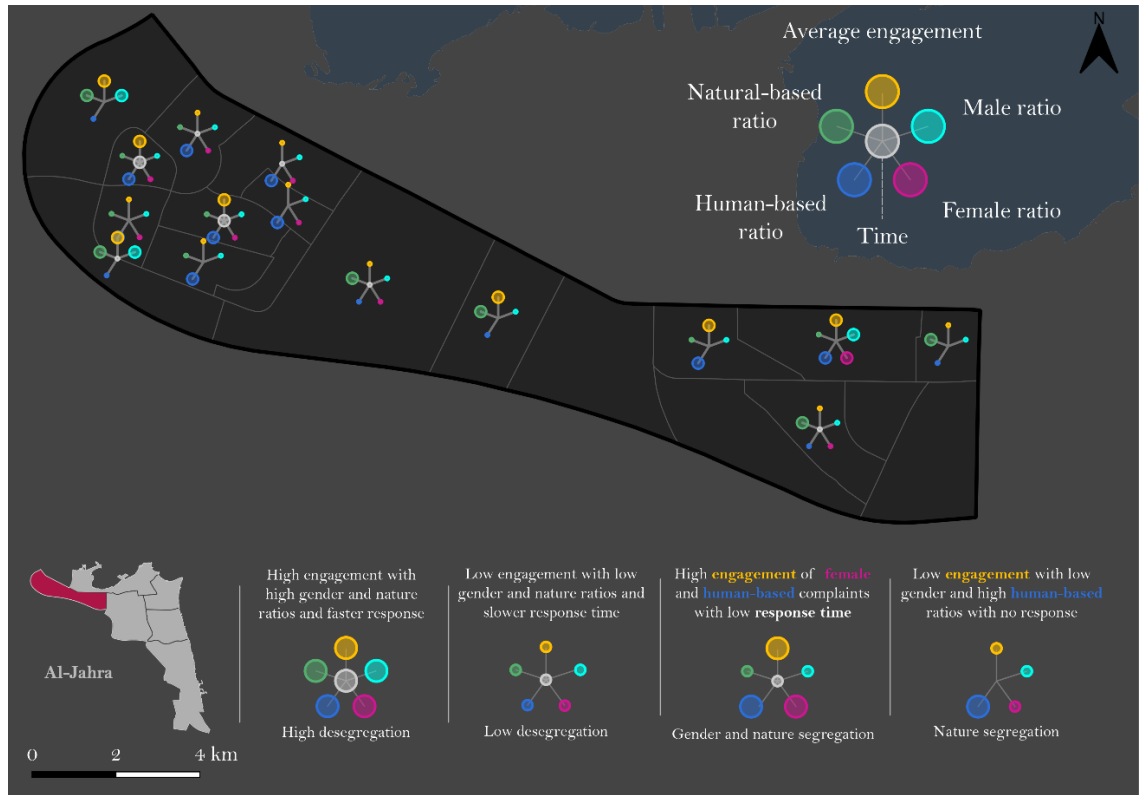 N
Average engagement
Natural-based
ratio
Male ratio
Human-based
ratio
Female ratio
Time
High engagement with
high gender and nature
ratios and faster response
High desegregation
Low engagement with low
gender and nature ratios and
slower response time
Low desegregation
High engagement of female
and human-based complaints
with low response time
Gender and nature segregation
Low engagement with low
gender and high human-based
ratios with no response
Nature segregation
Al-Jahra
0 2 4 km